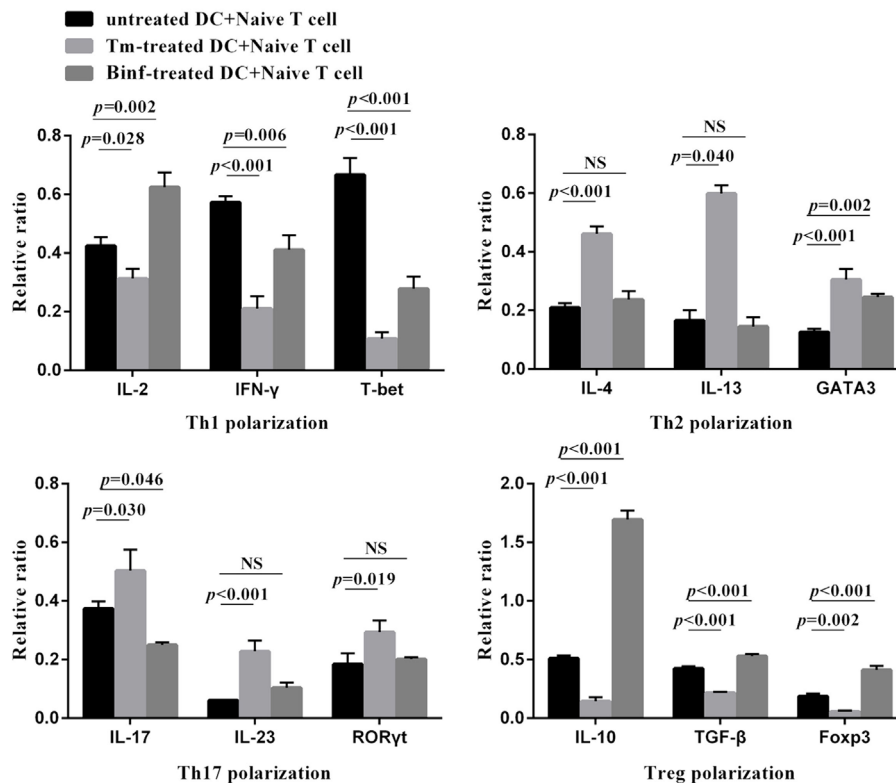 untreated DC+Naive T cell
Tm-treated DC+Naive T cell
Binf-treated DC+Naive T cell
Relative ratio
0.8
0.6
0.4
0.2
0.0
p=0.002
p=0.028
p=0.006
p<0.001
p<0.001
p<0.001
IL-2 IFN-γ T-bet
Th1 polarization
Relative ratio
0.8
0.6
0.4
0.2
0.0
NS
p<0.001
NS
p=0.040
p=0.002
p<0.001
IL-4 IL-13 GATA3
Th2 polarization
Relative ratio
0.8
0.6
0.4
0.2
0.0
p=0.046
p=0.030
NS
p<0.001
NS
p=0.019
IL-17 IL-23 RORγt
Th17 polarization
Relative ratio
2.0
1.5
1.0
0.5
0.0
p<0.001
p<0.001
p<0.001
p<0.001
p<0.001
p=0.002
IL-10 TGF-β Foxp3
Treg polarization